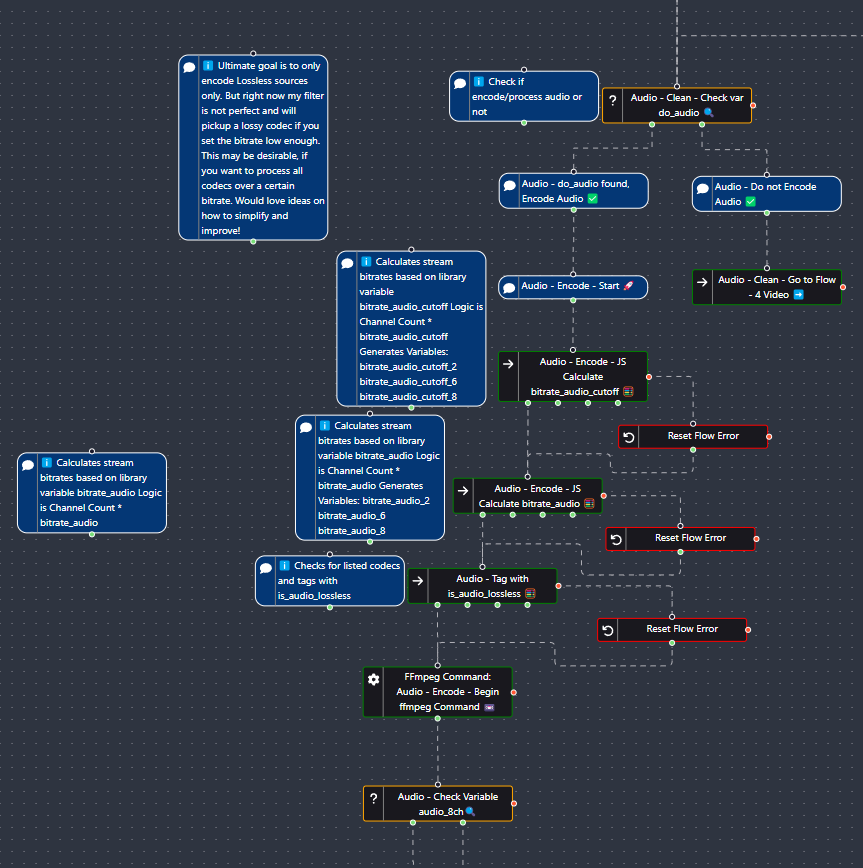 Ultimate goal is to only
encode Lossless sources
only. But right now my filter
is not perfect and will
pickup a lossy codec if you
set the bitrate low enough.
This may be desirable, if
you want to process all
codecs over a certain
bitrate. Would love ideas on
how to simplify and
improve!
Check if
encode/process audio or
not
Audio - Clean - Check var
do_audio
Audio - do_audio found,
Encode Audio
Audio - Do not Encode
Audio
Audio - Encode - Start
Audio - Clean - Go to Flow
- 4 Video
Calculates stream
bitrates based on library
variable
bitrate_audio_cutoff Logic is
Channel Count *
bitrate_audio_cutoff
Generates Variables:
bitrate_audio_cutoff_2
bitrate_audio_cutoff_6
bitrate_audio_cutoff_8
Audio - Encode - JS
Calculate
bitrate_audio_cutoff
Reset Flow Error
Calculates stream
bitrates based on library
variable bitrate_audio Logic
is Channel Count *
bitrate_audio Generates
Variables: bitrate_audio_2
bitrate_audio_6
bitrate_audio_8
Calculates stream
bitrates based on library
variable bitrate_audio Logic
is Channel Count *
bitrate_audio
Audio - Encode - JS
Calculate bitrate_audio
Reset Flow Error
Checks for listed codecs
and tags with
is_audio_lossless
Audio - Tag with
is_audio_lossless
Reset Flow Error
FFmpeg Command:
Audio - Encode - Begin
ffmpeg Command
Audio - Check Variable
audio_8ch